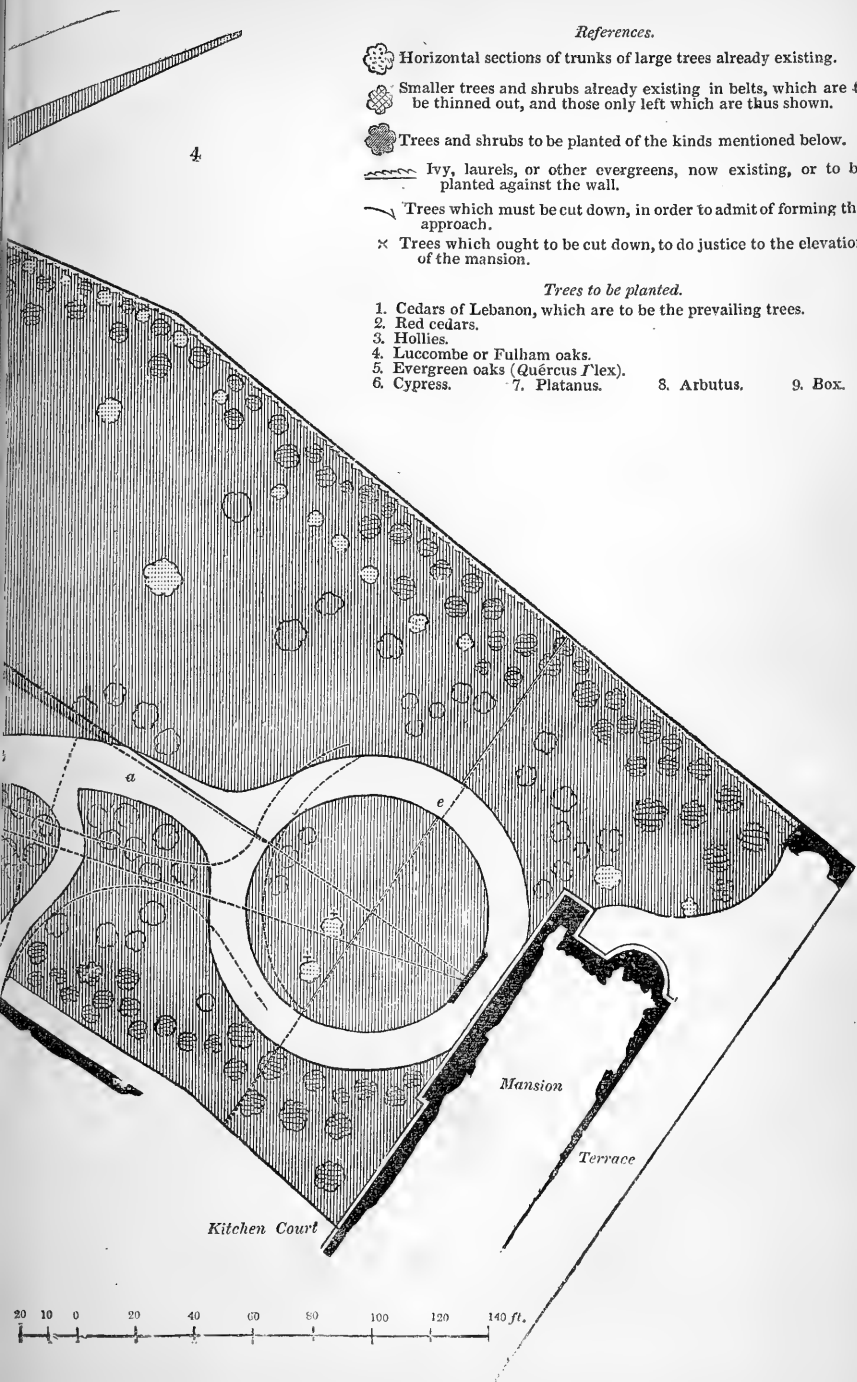 References.
Horizontal sections of trunks of large trees already existing.
Smaller trees and shrubs already existing in belts, which are t
be thinned out, and those only left which are thus shown.
Trees and shrubs to be planted of the kinds mentioned below.
Ivy, laurels, or other evergreens, now existing, or to b
planted against the wall.
Trees which must be cut down, in order to admit of forming th
approach.
× Trees which ought to be cut down, to do justice to the elevatio
of the mansion.
Trees to be planted.
1. Cedars of Lebanon, which are to be the prevailing trees.
2. Red cedars.
3. Hollies.
4. Luccombe or Fulham oaks.
5. Evergreen oaks (Quércus I'lex).
6. Cypress. 7. Platanus. 8. Arbutus. 9. Box.
4
a
e
Mansion
Terrace
Kitchen Court
20 10 0 20 40 60 80 100 120 140 ft.